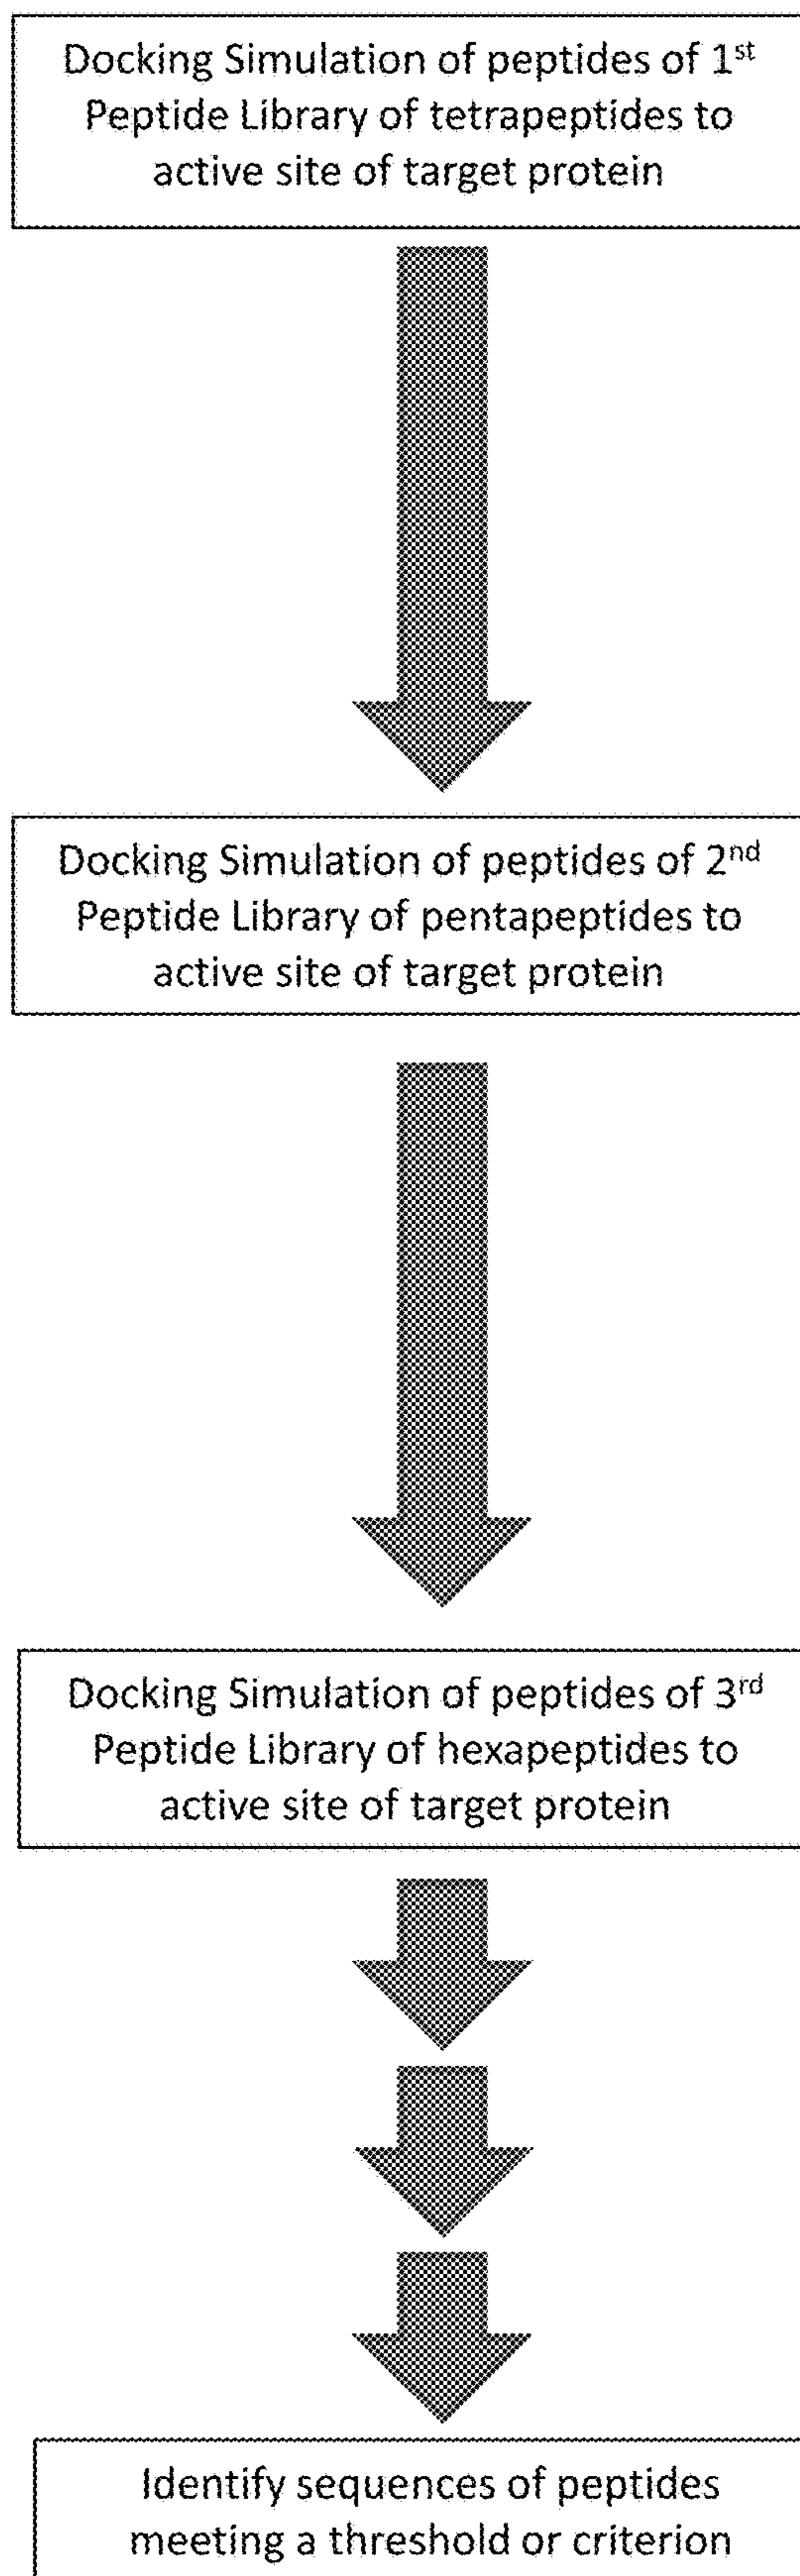 Docking Simulation of peptides of 1st
Peptide Library of tetrapeptides to
active site of target protein
Docking Simulation of peptides of 2nd
Peptide Library of pentapeptides to
active site of target protein
Docking Simulation of peptides of 3rd
Peptide Library of hexapeptides to
active site of target protein
Identify sequences of peptides
meeting a threshold or criterion